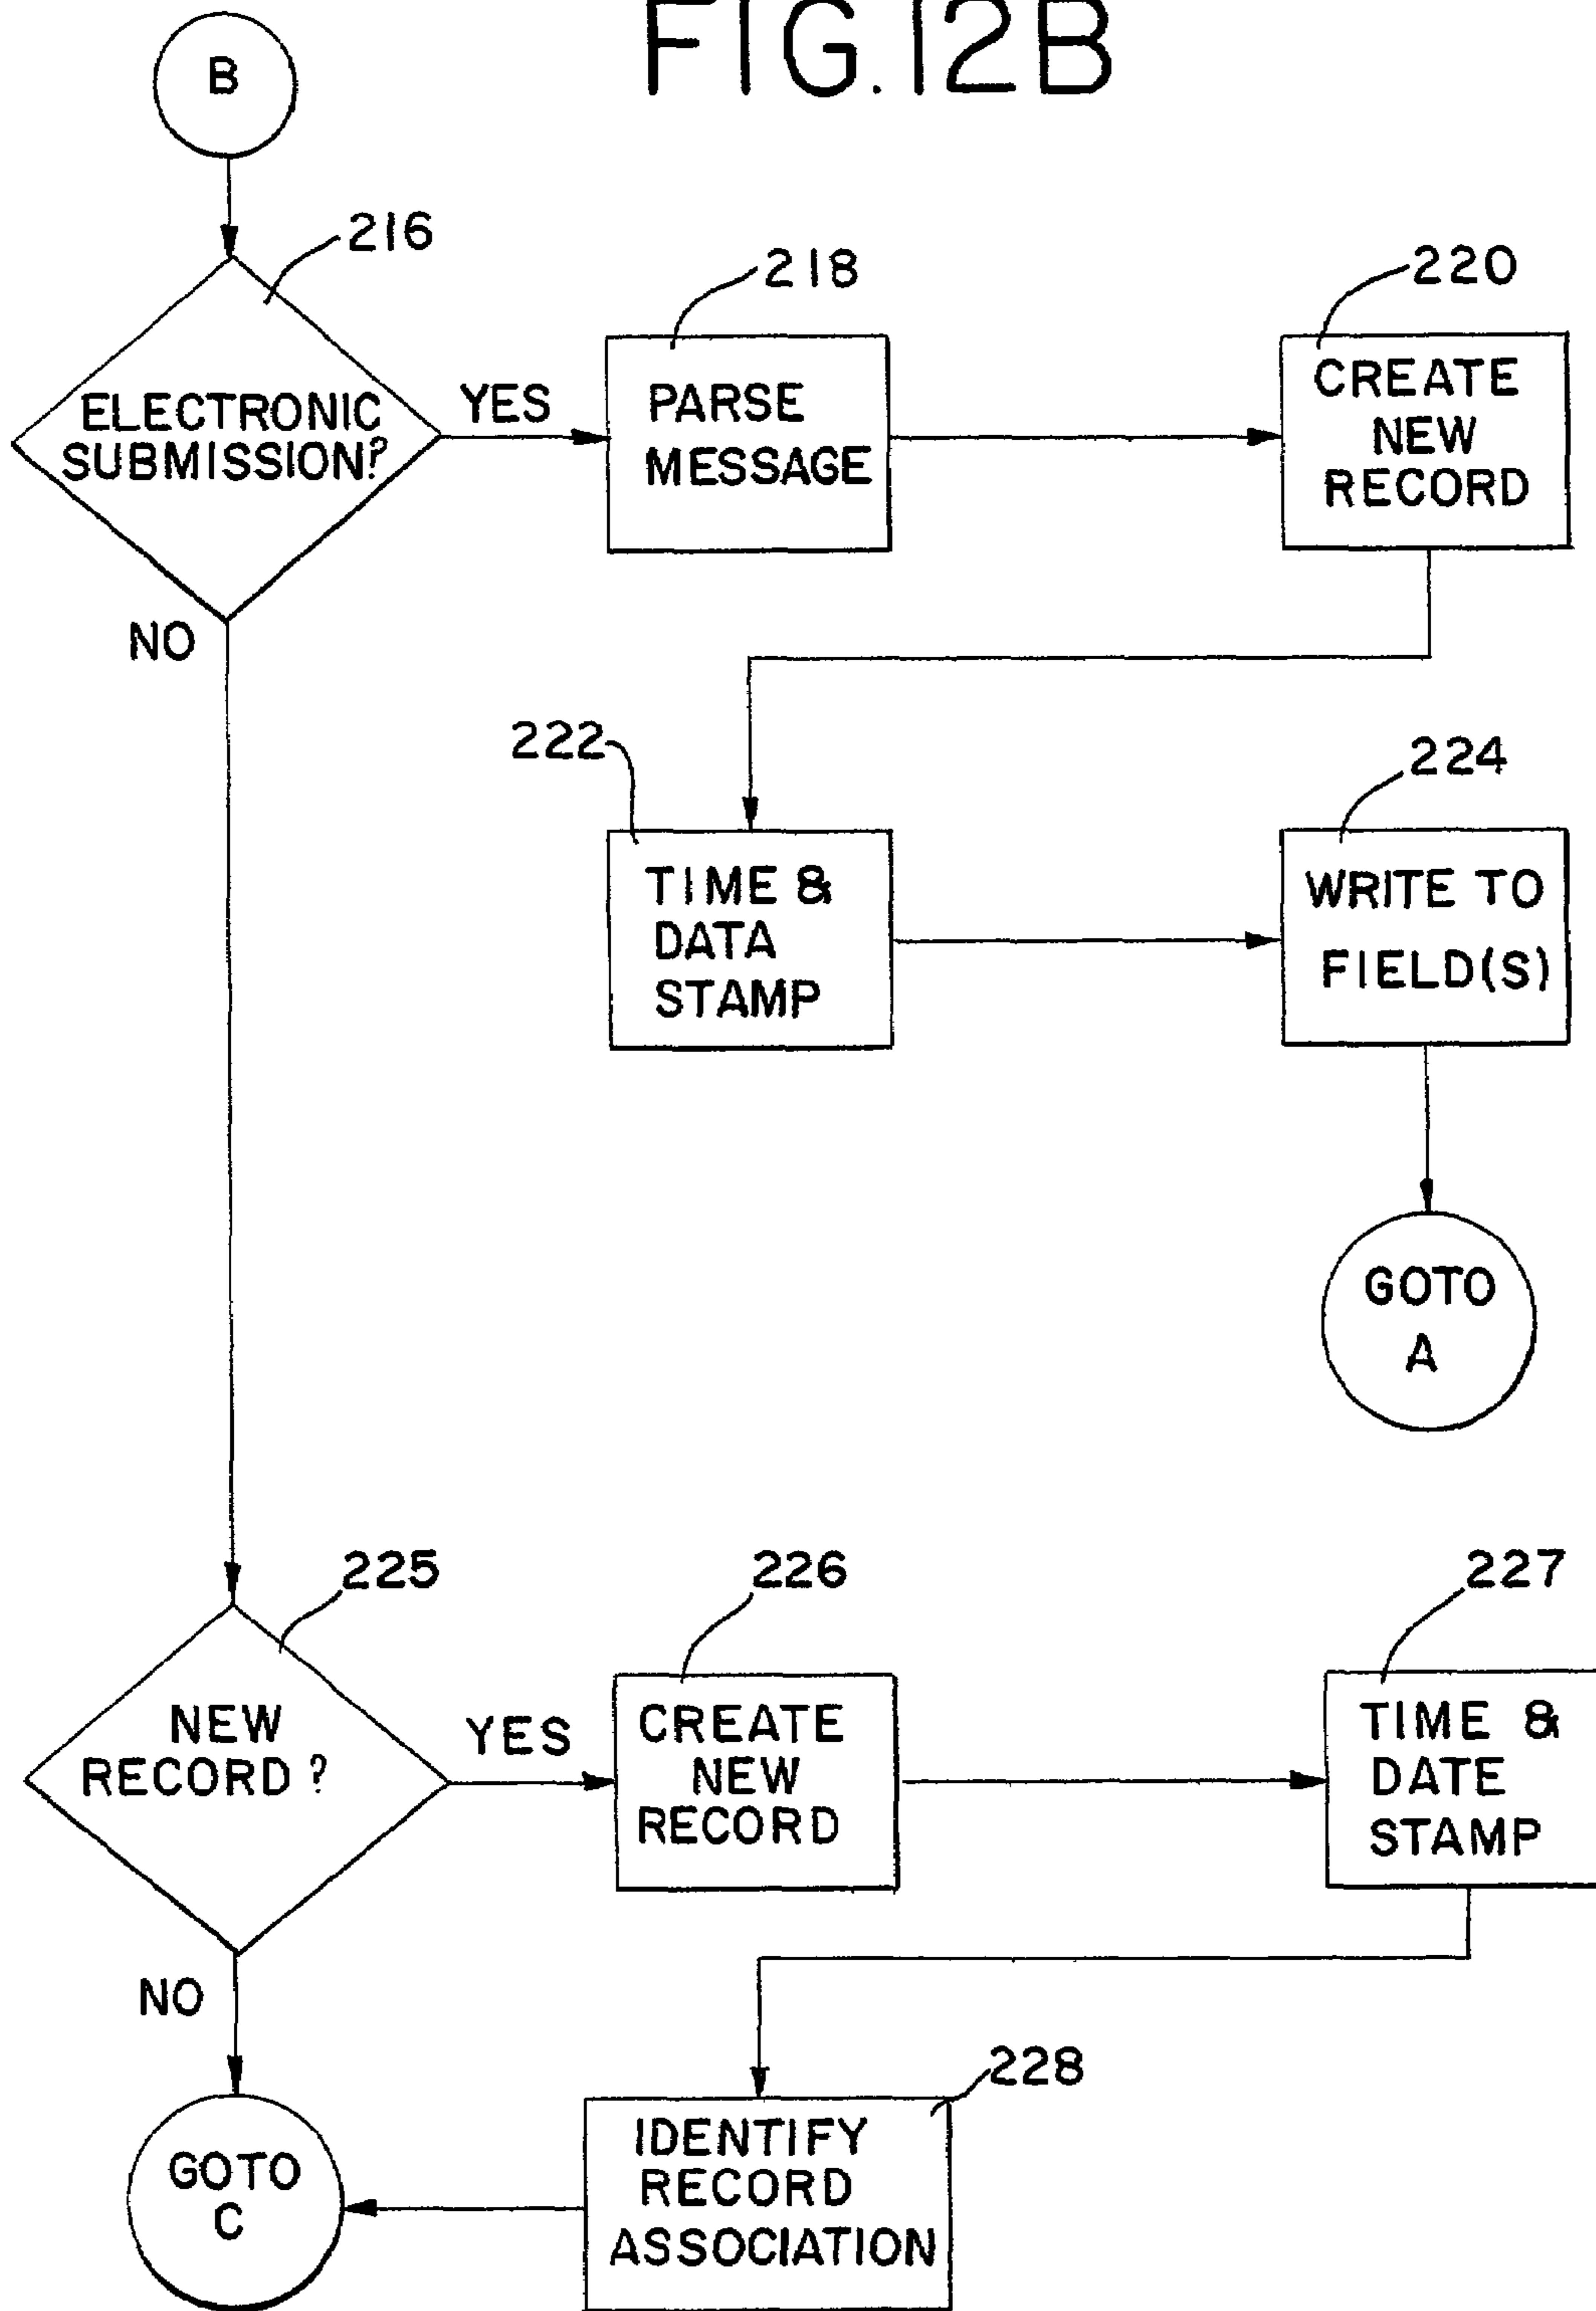 FIG.12B
B
216
218
220
ELECTRONIC
SUBMISSION?
YES
PARSE
MESSAGE
CREATE
NEW
RECORD
NO
222
224
TIME &
DATA
STAMP
WRITE TO
FIELD(S)
GOTO
A
225
226
227
NEW
RECORD ?
YES
CREATE
NEW
RECORD
TIME &
DATE
STAMP
NO
228
GOTO
C
IDENTIFY
RECORD
ASSOCIATION